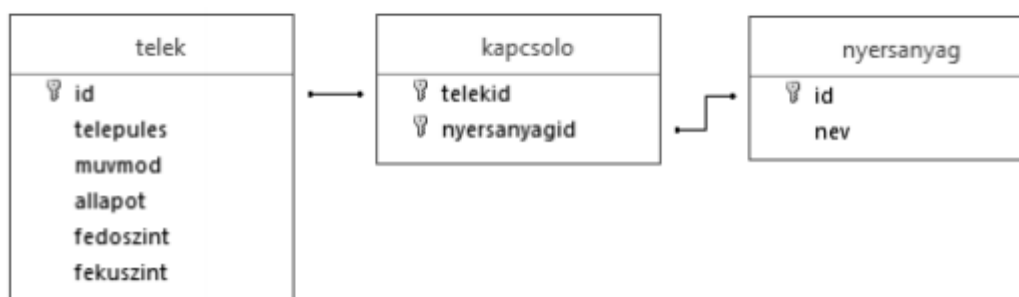 telek
id
telepules
muvmod
allapot
fedoszint
fekuszint
kapcsolo
telekid
nyersanyagid
nyersanyag
id
nev